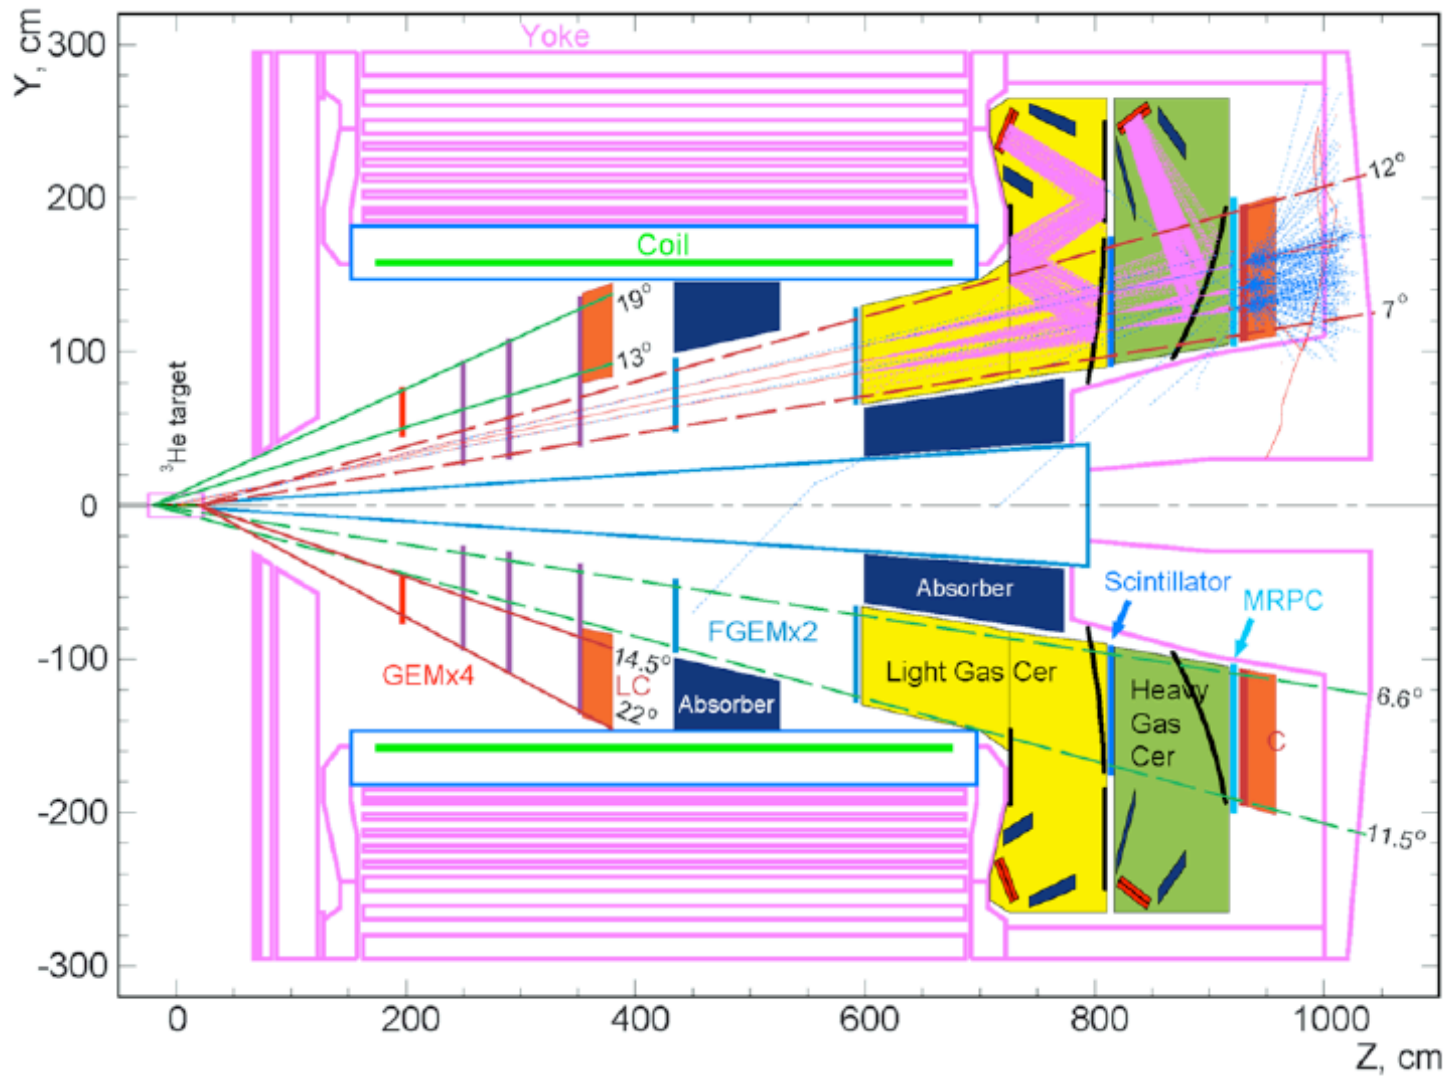 Y, cm
300
200
100
0
-100
-200
-300
Yoke
Coil
19°
13°
12°
7°
³He target
Absorber
Scintillator
MRPC
FGEMx2
GEMx4
14.5°
LC
22°
Absorber
Light Gas Cer
Heavy
Gas
Cer
C
6.6°
11.5°
0
200
400
600
800
1000
Z, cm